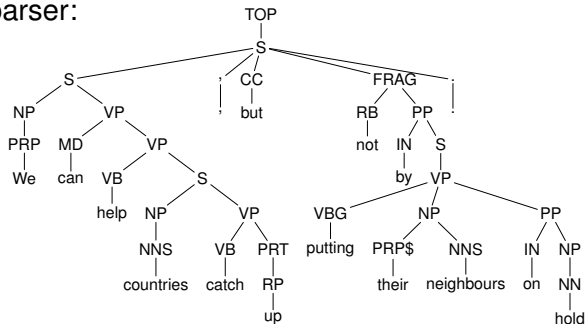 parser:
TOP
S
S , CC FRAG .
NP VP , but RB PP .
PRP MD VP not IN S
We can VB S by VP
help NP VP VBG NP PP
NNS VB PRT putting PRP$ NNS IN NP
countries catch RP their neighbours on NN
up hold